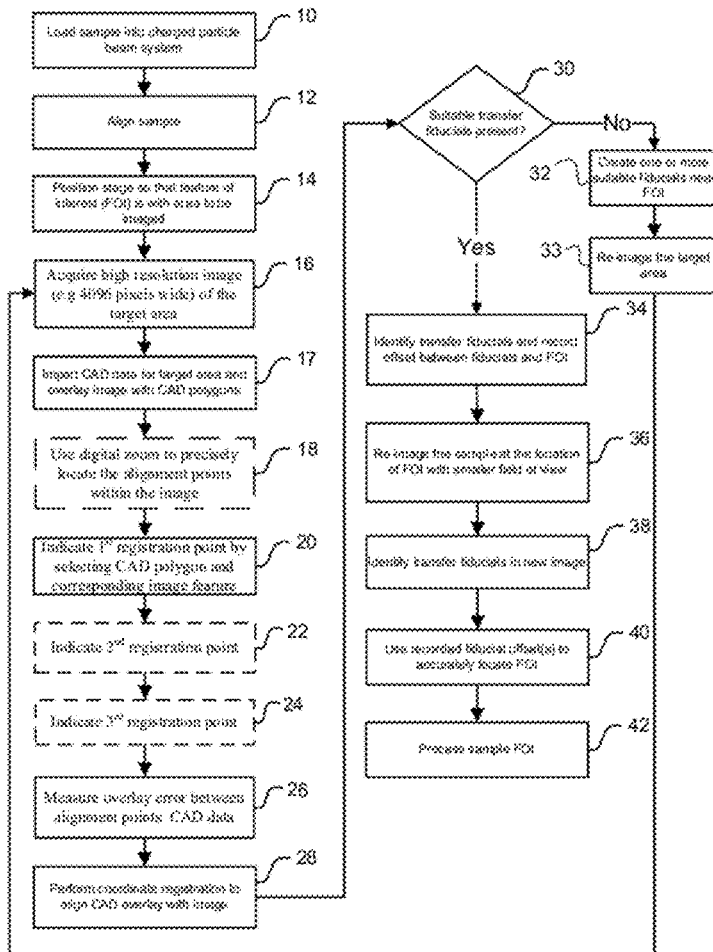 10
Load sample into charged particle
beam system
12
Align sample
14
Position stage so that feature of
interest (FOI) is with area to be
imaged
16
Acquire high resolution image
(e.g 4096 pixels wide) of the
target area
17
Import CAD data for target area and
overlay image with CAD polygons
18
Use digital zoom to precisely
locate the alignment points
within the image
20
Indicate 1st registration point by
selecting CAD polygon and
corresponding image feature
22
Indicate 2nd registration point
24
Indicate 3rd registration point
26
Measure overlay error between
alignment points CAD data
28
Perform coordinate registration to
align CAD overlay with image
30
Suitable transfer
fiducials present?
No
Yes
32
Create one or more
suitable fiducials near
FOI
33
Re-image the target
area
34
Identify transfer fiducials and record
offset between fiducials and FOI
36
Re-image the sample at the location
of FOI with smaller field of view
38
Identify transfer fiducials in new image
40
Use recorded fiducial offset(s) to
accurately locate FOI
42
Process sample FOI